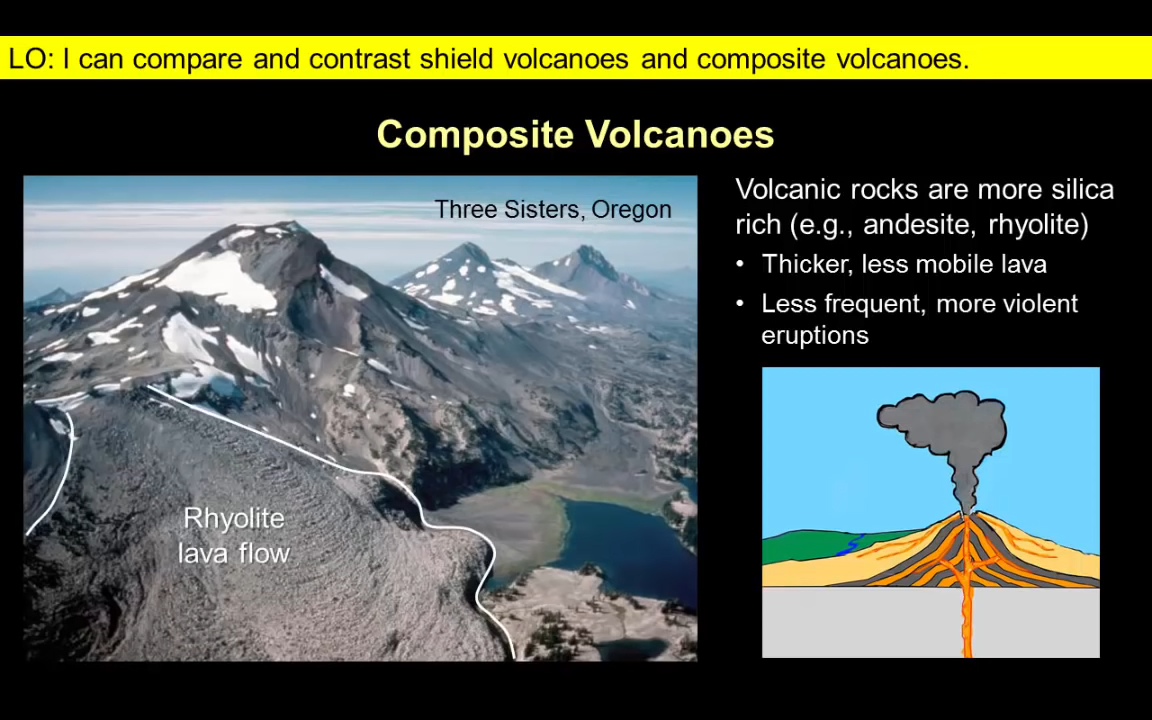 LO: I can compare and contrast shield volcanoes and composite volcanoes.
Composite Volcanoes
Three Sisters, Oregon
Rhyolite
lava flow
Volcanic rocks are more silica
rich (e.g., andesite, rhyolite)
• Thicker, less mobile lava
• Less frequent, more violent
eruptions